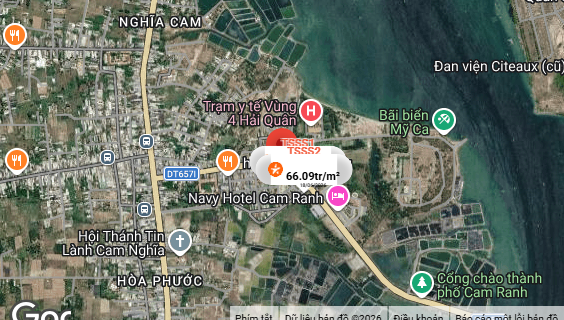 NGHĨA CAM
Đan viện Citeaux (cũ)
Trạm y tế Vùng
4 Hải Quân
Bãi biển
Mỹ Ca
TSSS1
TSSS2
DT657I
66.09tr/m²
Navy Hotel Cam Ranh
Hội Thánh Tin
Lành Cam Nghĩa
HÒA PHƯỚC
Cổng chào thành
phố Cam Ranh
Phím tắt
Dữ liệu bản đồ ©2026
Điều khoản
Báo cáo một lỗi bản đồ